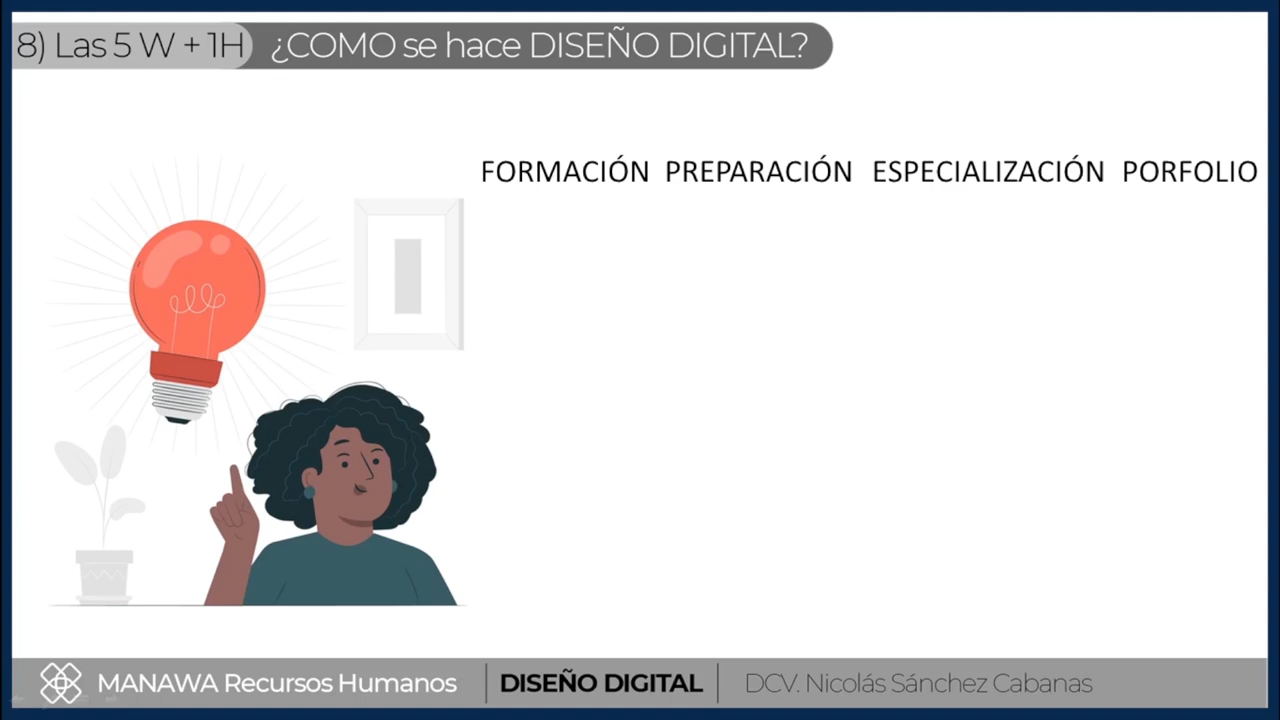 8) Las 5 W + 1H ¿COMO se hace DISEÑO DIGITAL?
FORMACIÓN PREPARACIÓN ESPECIALIZACIÓN PORFOLIO
MANAWA Recursos Humanos DISEÑO DIGITAL DCV. Nicolás Sánchez Cabanas